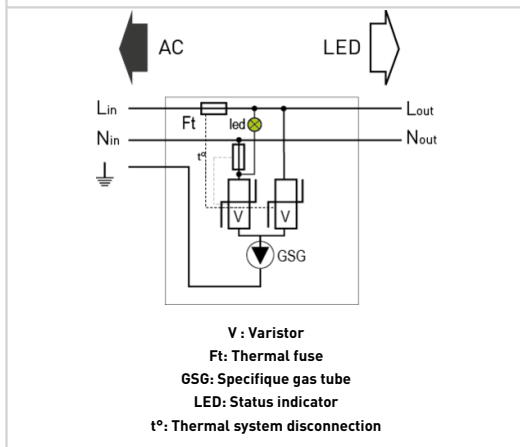 AC LED
Lin Lout
Ft led
Nin Nout
t°
V V
GSG
V : Varistor
Ft: Thermal fuse
GSG: Specifique gas tube
LED: Status indicator
t°: Thermal system disconnection